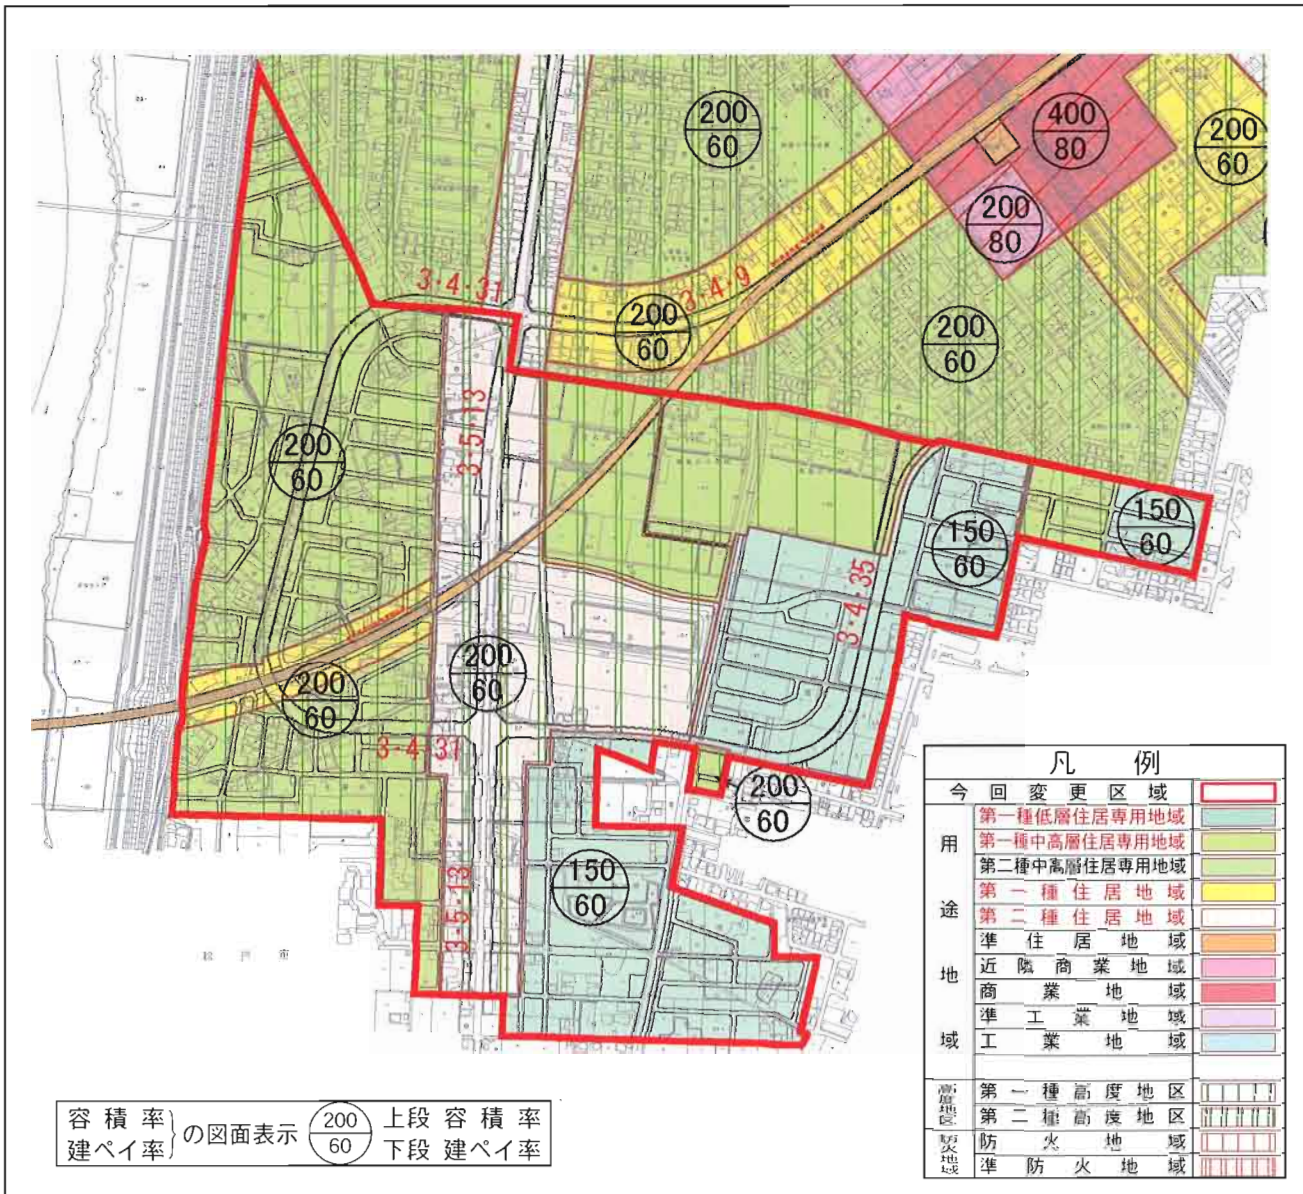 200
60
400
80
200
60
200
80
3・4・31
3・4・9
200
60
200
60
3・5・13
200
60
150
60
150
60
3・4・35
200
60
200
60
3・4・31
200
60
150
60
3・5・13
凡例
今回変更区域
用途地域
第一種低層住居専用地域
第一種中高層住居専用地域
第二種中高層住居専用地域
第一種住居地域
第二種住居地域
準住居地域
近隣商業地域
商業地域
準工業地域
工業地域
高度地区
第一種高度地区
第二種高度地区
防火地域
防火地域
準防火地域
容積率
建ペイ率
の図面表示
200
60
上段 容積率
下段 建ペイ率